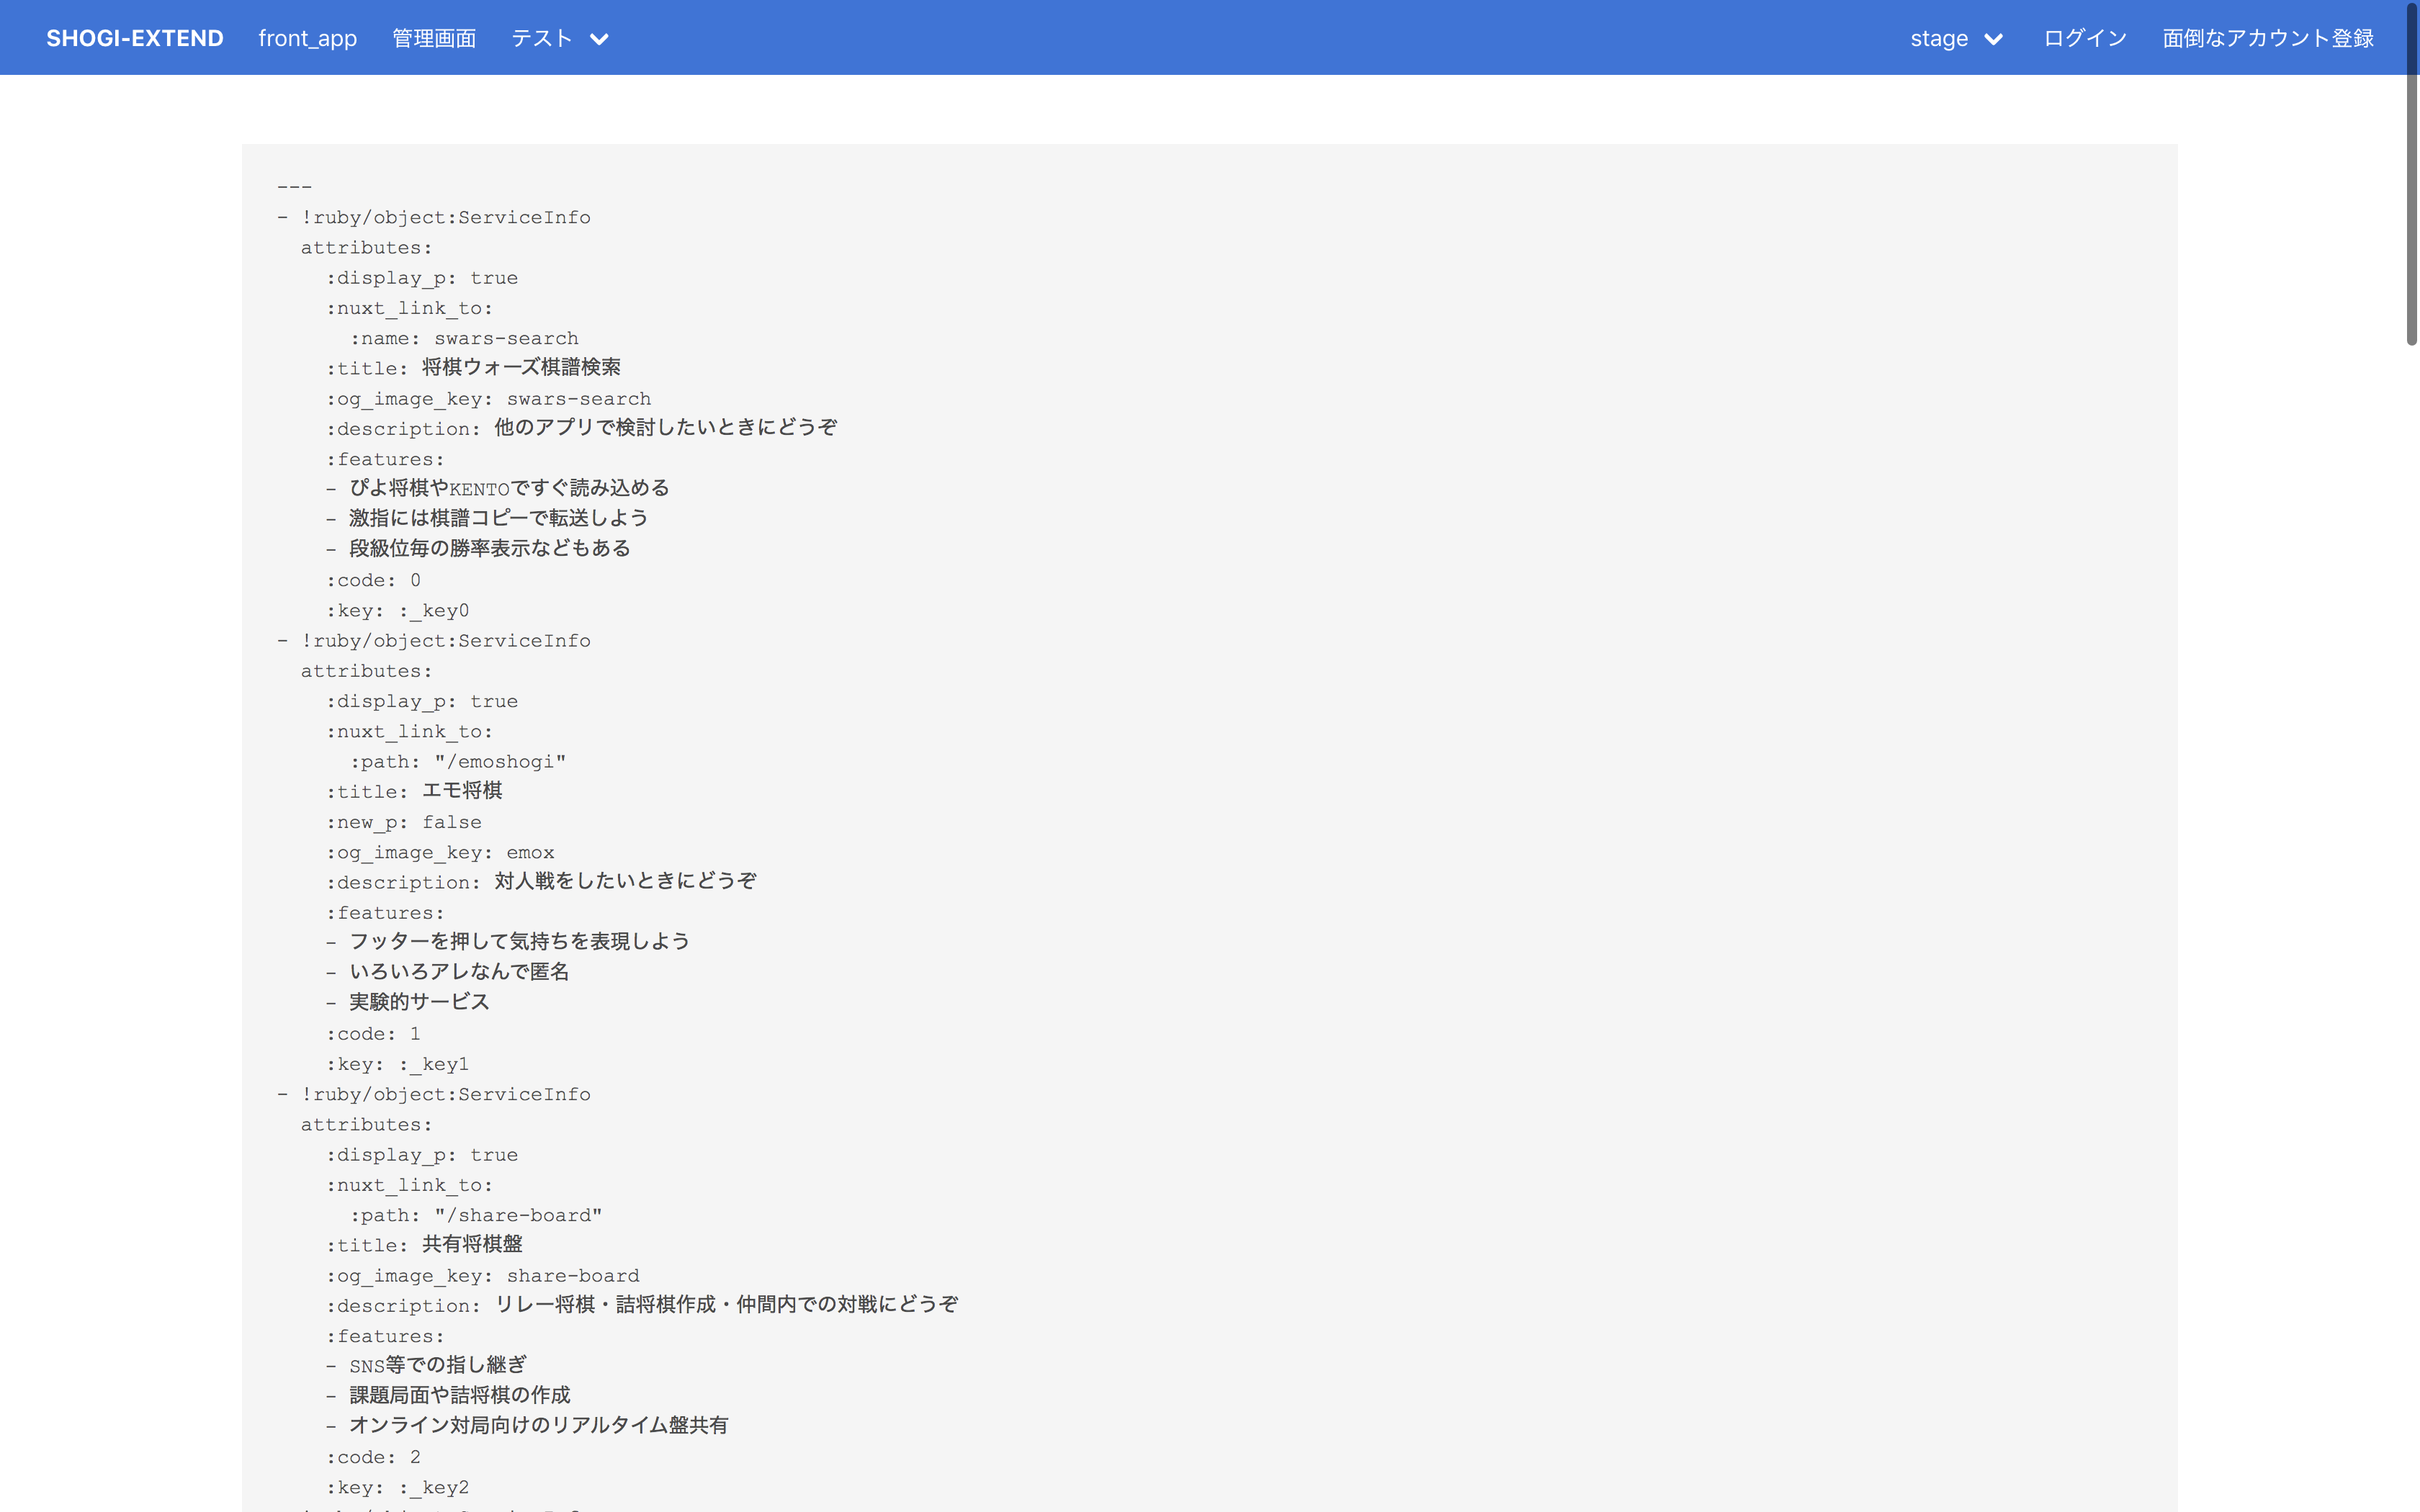 SHOGI-EXTEND front_app 管理画面 テスト stage ログイン 面倒なアカウント登録
---
- !ruby/object:ServiceInfo
  attributes:
    :display_p: true
    :nuxt_link_to:
      :name: swars-search
    :title: 将棋ウォーズ棋譜検索
    :og_image_key: swars-search
    :description: 他のアプリで検討したいときにどうぞ
    :features:
    - ぴよ将棋やKENTOですぐ読み込める
    - 激指には棋譜コピーで転送しよう
    - 段級位毎の勝率表示などもある
    :code: 0
    :key: :_key0
- !ruby/object:ServiceInfo
  attributes:
    :display_p: true
    :nuxt_link_to:
      :path: "/emoshogi"
    :title: エモ将棋
    :new_p: false
    :og_image_key: emox
    :description: 対人戦をしたいときにどうぞ
    :features:
    - フッターを押して気持ちを表現しよう
    - いろいろアレなんで匿名
    - 実験的サービス
    :code: 1
    :key: :_key1
- !ruby/object:ServiceInfo
  attributes:
    :display_p: true
    :nuxt_link_to:
      :path: "/share-board"
    :title: 共有将棋盤
    :og_image_key: share-board
    :description: リレー将棋・詰将棋作成・仲間内での対戦にどうぞ
    :features:
    - SNS等での指し継ぎ
    - 課題局面や詰将棋の作成
    - オンライン対局向けのリアルタイム盤共有
    :code: 2
    :key: :_key2